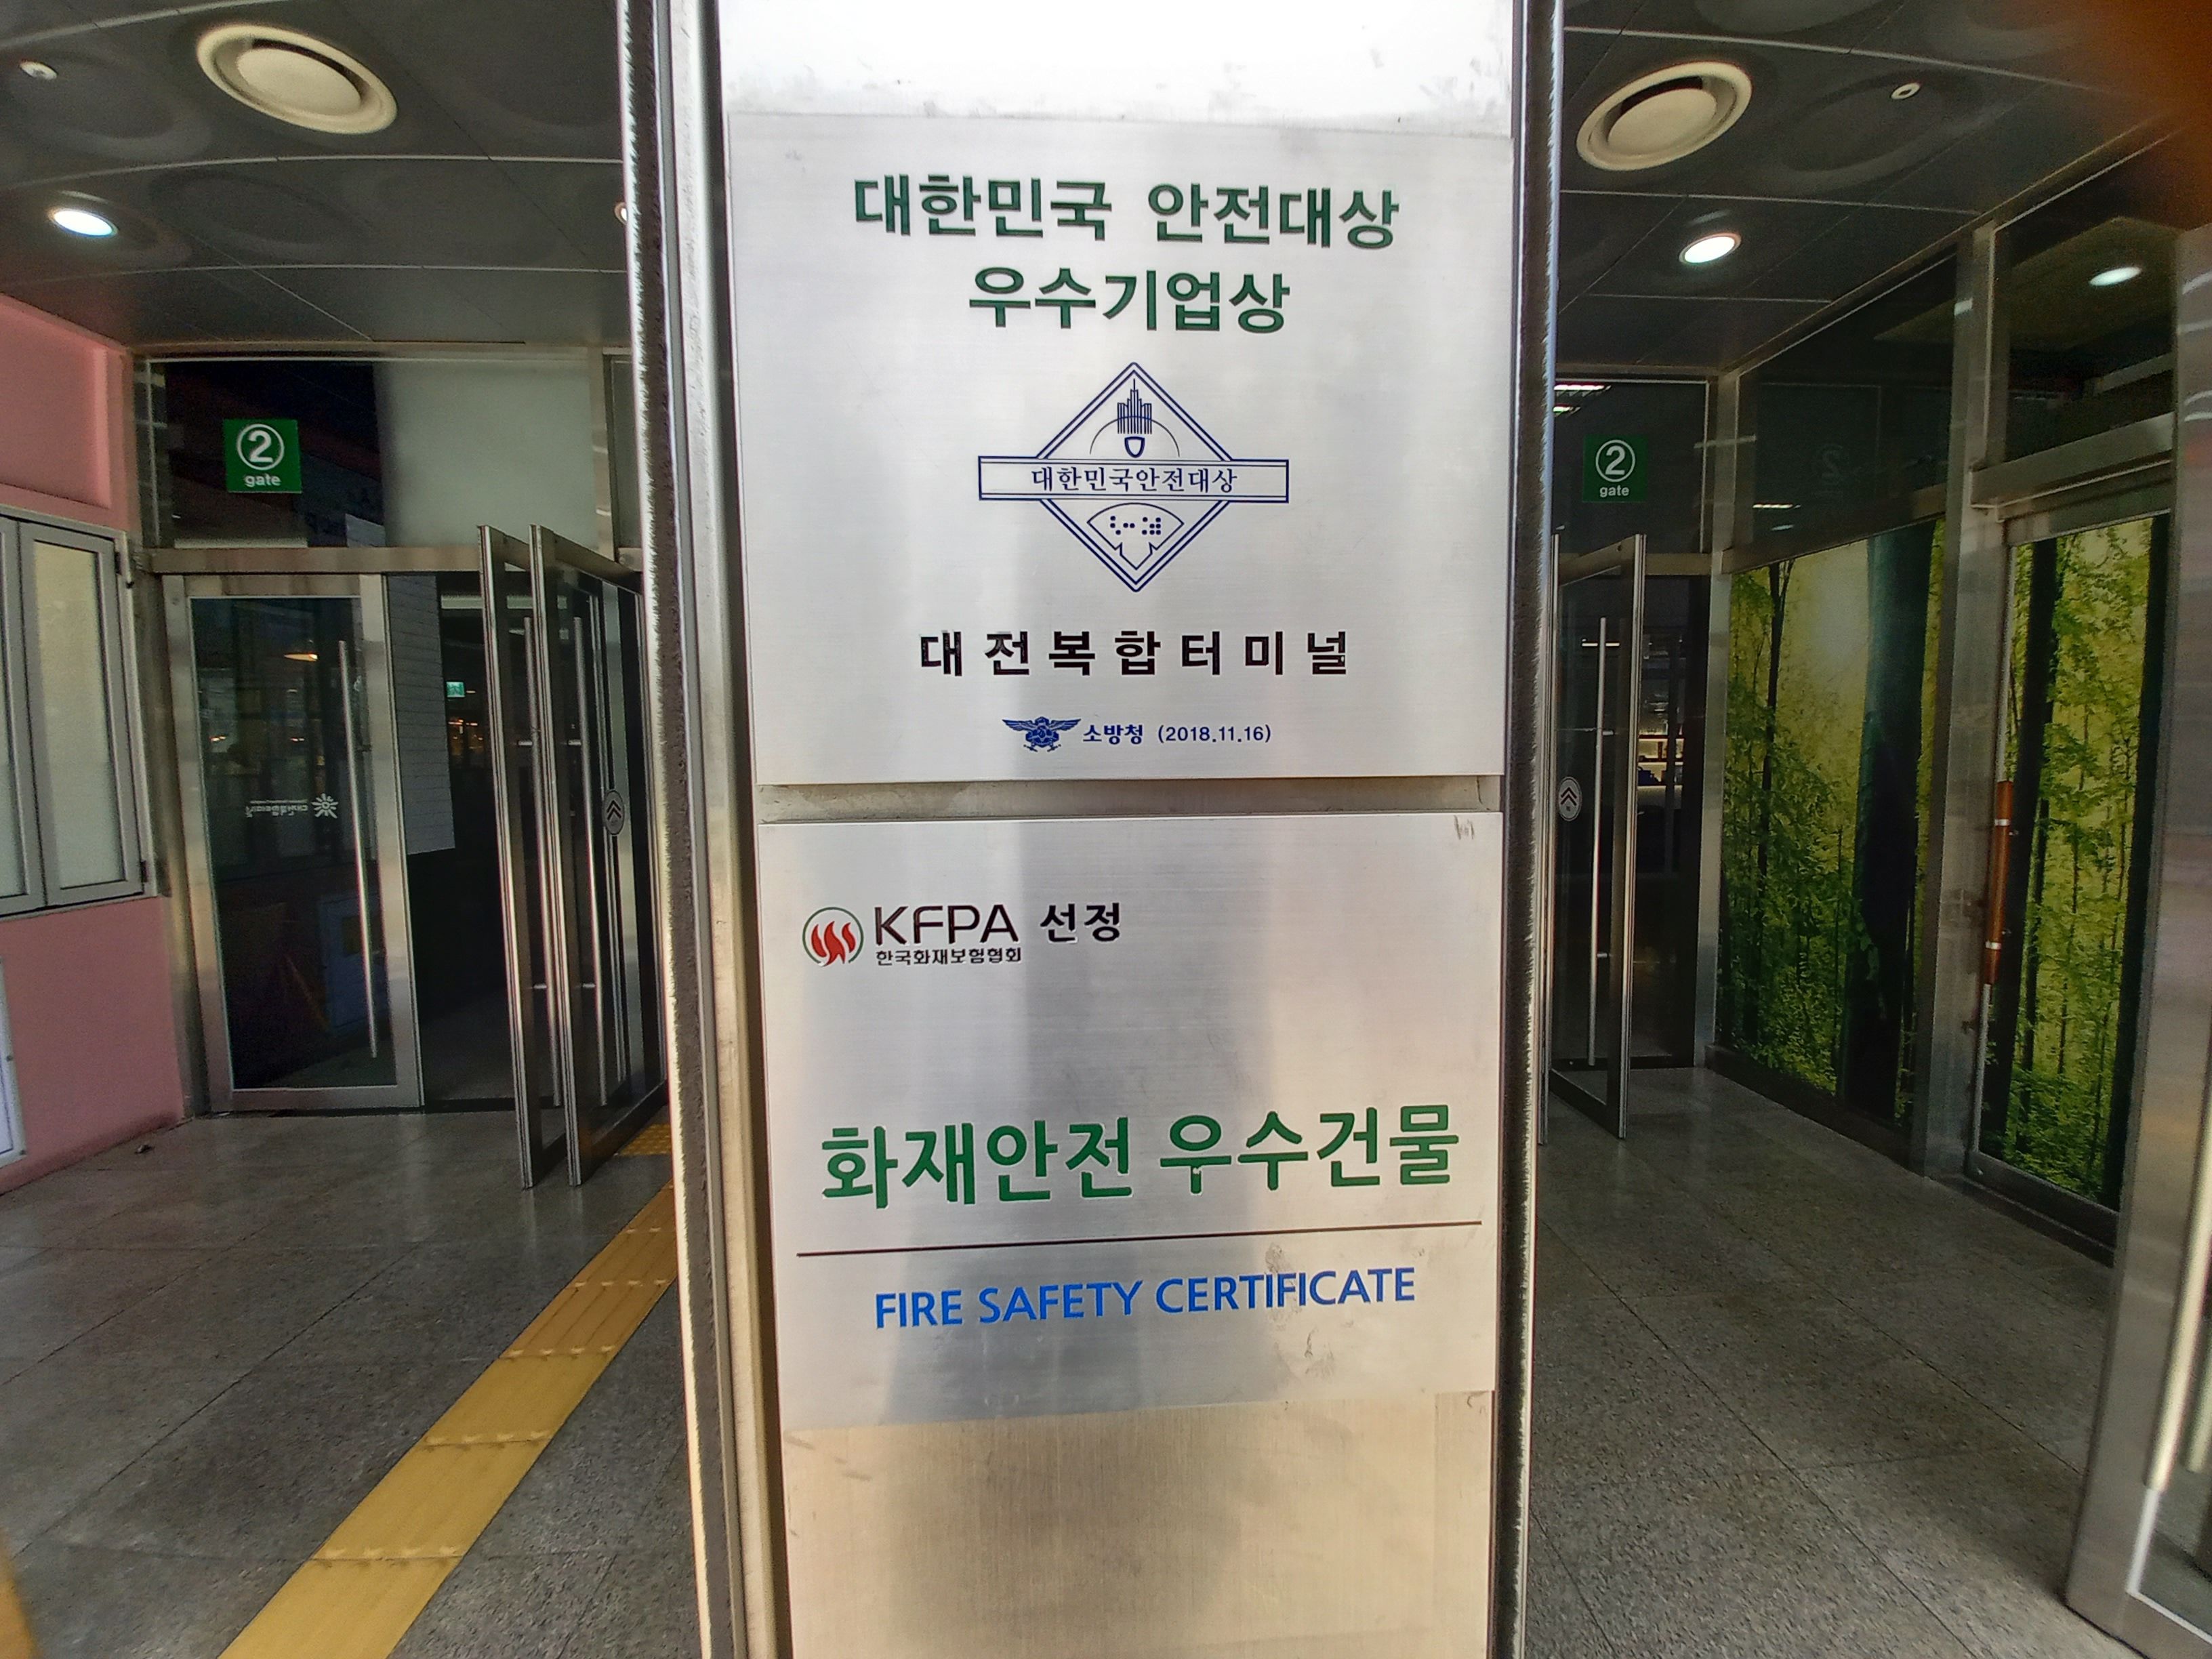 대한민국 안전대상
우수기업상
대한민국안전대상
대전복합터미널
소방청 (2018.11.16)
KFPA 선정
한국화재보험협회
화재안전 우수건물
FIRE SAFETY CERTIFICATE
2
gate
2
gate